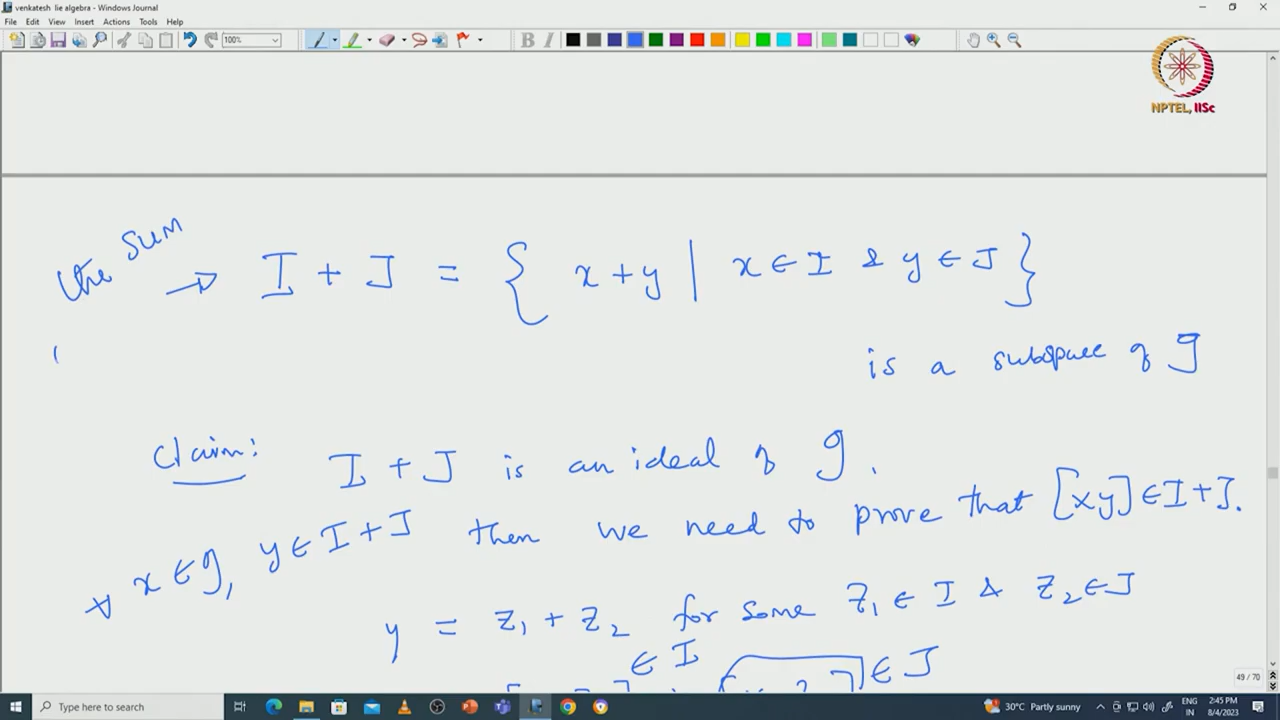 venkatesh lie algebra - Windows Journal
File Edit View Insert Actions Tools Help
100%
B I
NPTEL, IISc
the sum → I + J = { x + y | x ∈ I & y ∈ J }
is a subspace of g
Claim: I + J is an ideal of g.
∀ x ∈ g, y ∈ I + J then we need to prove that [xy] ∈ I + J.
y = z₁ + z₂ for some z₁ ∈ I & z₂ ∈ J
∈ I ∈ J
49 / 70
Type here to search
30°C Partly sunny
ENG
IN
2:45 PM
8/4/2023